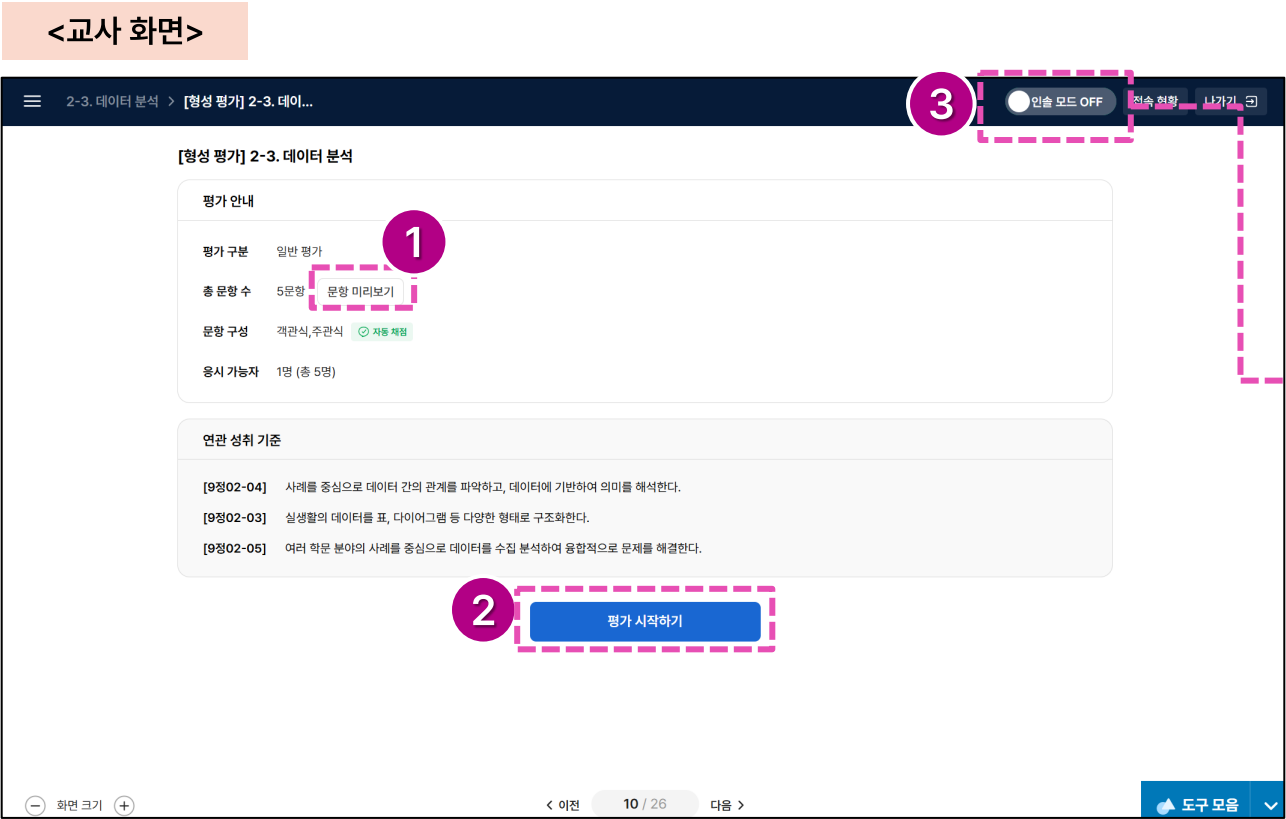 <교사 화면>
2-3. 데이터 분석 > [형성 평가] 2-3. 데이...
3
인솔 모드 OFF
접속 현황
나가기
[형성 평가] 2-3. 데이터 분석
평가 안내
1
평가 구분 일반 평가
총 문항 수 5문항 문항 미리보기
문항 구성 객관식,주관식 자동 채점
응시 가능자 1명 (총 5명)
연관 성취 기준
[9정02-04] 사례를 중심으로 데이터 간의 관계를 파악하고, 데이터에 기반하여 의미를 해석한다.
[9정02-03] 실생활의 데이터를 표, 다이어그램 등 다양한 형태로 구조화한다.
[9정02-05] 여러 학문 분야의 사례를 중심으로 데이터를 수집 분석하여 융합적으로 문제를 해결한다.
2
평가 시작하기
화면 크기
< 이전 10 / 26 다음 >
도구 모음